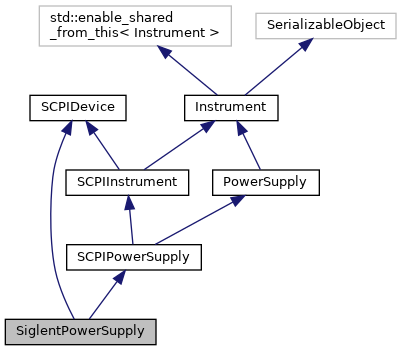 std::enable_shared
_from_this< Instrument >
SerializableObject
SCPIDevice
Instrument
SCPIInstrument
PowerSupply
SCPIPowerSupply
SiglentPowerSupply